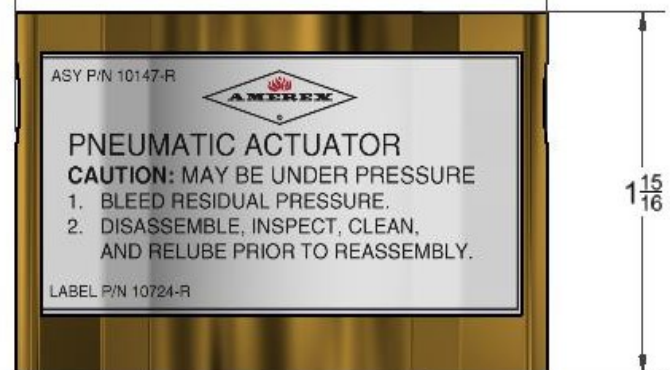 ASY P/N 10147-R
AMEREX
PNEUMATIC ACTUATOR
CAUTION: MAY BE UNDER PRESSURE
1. BLEED RESIDUAL PRESSURE.
2. DISASSEMBLE, INSPECT, CLEAN,
AND RELUBE PRIOR TO REASSEMBLY.
LABEL P/N 10724-R
1 15/16